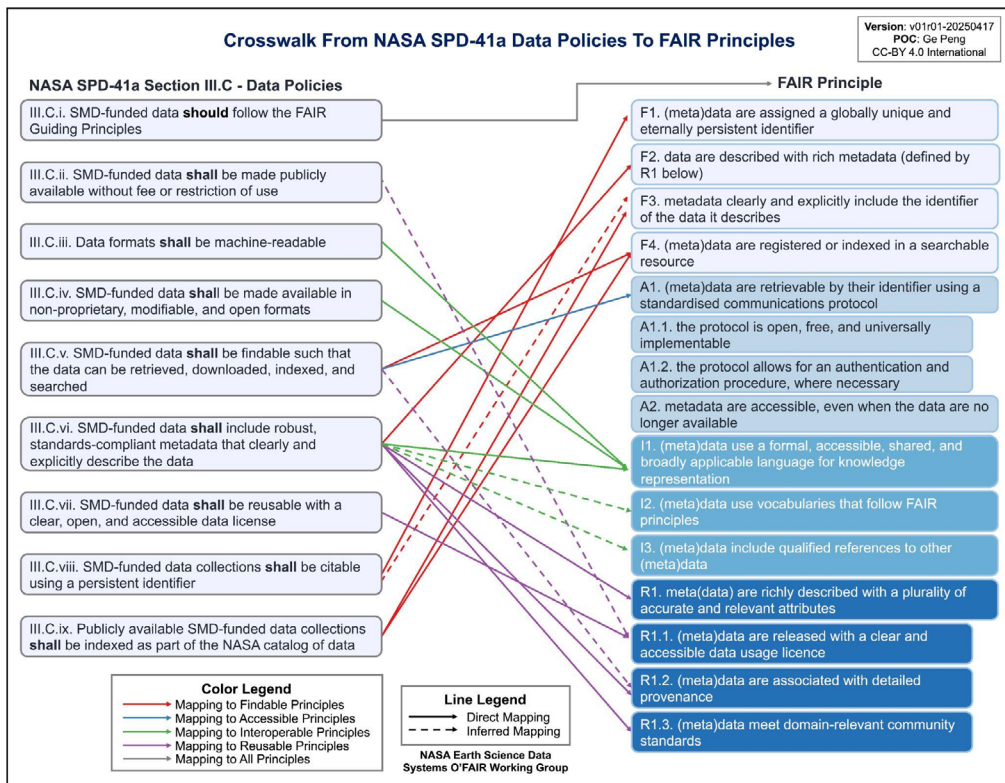 Crosswalk From NASA SPD-41a Data Policies To FAIR Principles
Version: v01r01-20250417
POC: Ge Peng
CC-BY 4.0 International
NASA SPD-41a Section III.C - Data Policies
III.C.i. SMD-funded data should follow the FAIR
Guiding Principles
III.C.ii. SMD-funded data shall be made publicly
available without fee or restriction of use
III.C.iii. Data formats shall be machine-readable
III.C.iv. SMD-funded data shall be made available in
non-proprietary, modifiable, and open formats
III.C.v. SMD-funded data shall be findable such that
the data can be retrieved, downloaded, indexed, and
searched
III.C.vi. SMD-funded data shall include robust,
standards-compliant metadata that clearly and
explicitly describe the data
III.C.vii. SMD-funded data shall be reusable with a
clear, open, and accessible data license
III.C.viii. SMD-funded data collections shall be citable
using a persistent identifier
III.C.ix. Publicly available SMD-funded data collections
shall be indexed as part of the NASA catalog of data
FAIR Principle
F1. (meta)data are assigned a globally unique and
eternally persistent identifier
F2. data are described with rich metadata (defined by
R1 below)
F3. metadata clearly and explicitly include the identifier
of the data it describes
F4. (meta)data are registered or indexed in a searchable
resource
A1. (meta)data are retrievable by their identifier using a
standardised communications protocol
A1.1. the protocol is open, free, and universally
implementable
A1.2. the protocol allows for an authentication and
authorization procedure, where necessary
A2. metadata are accessible, even when the data are no
longer available
I1. (meta)data use a formal, accessible, shared, and
broadly applicable language for knowledge
representation
I2. (meta)data use vocabularies that follow FAIR
principles
I3. (meta)data include qualified references to other
(meta)data
R1. meta(data) are richly described with a plurality of
accurate and relevant attributes
R1.1. (meta)data are released with a clear and
accessible data usage licence
R1.2. (meta)data are associated with detailed
provenance
R1.3. (meta)data meet domain-relevant community
standards
Color Legend
Mapping to Findable Principles
Mapping to Accessible Principles
Mapping to Interoperable Principles
Mapping to Reusable Principles
Mapping to All Principles
Line Legend
Direct Mapping
Inferred Mapping
NASA Earth Science Data
Systems O'FAIR Working Group